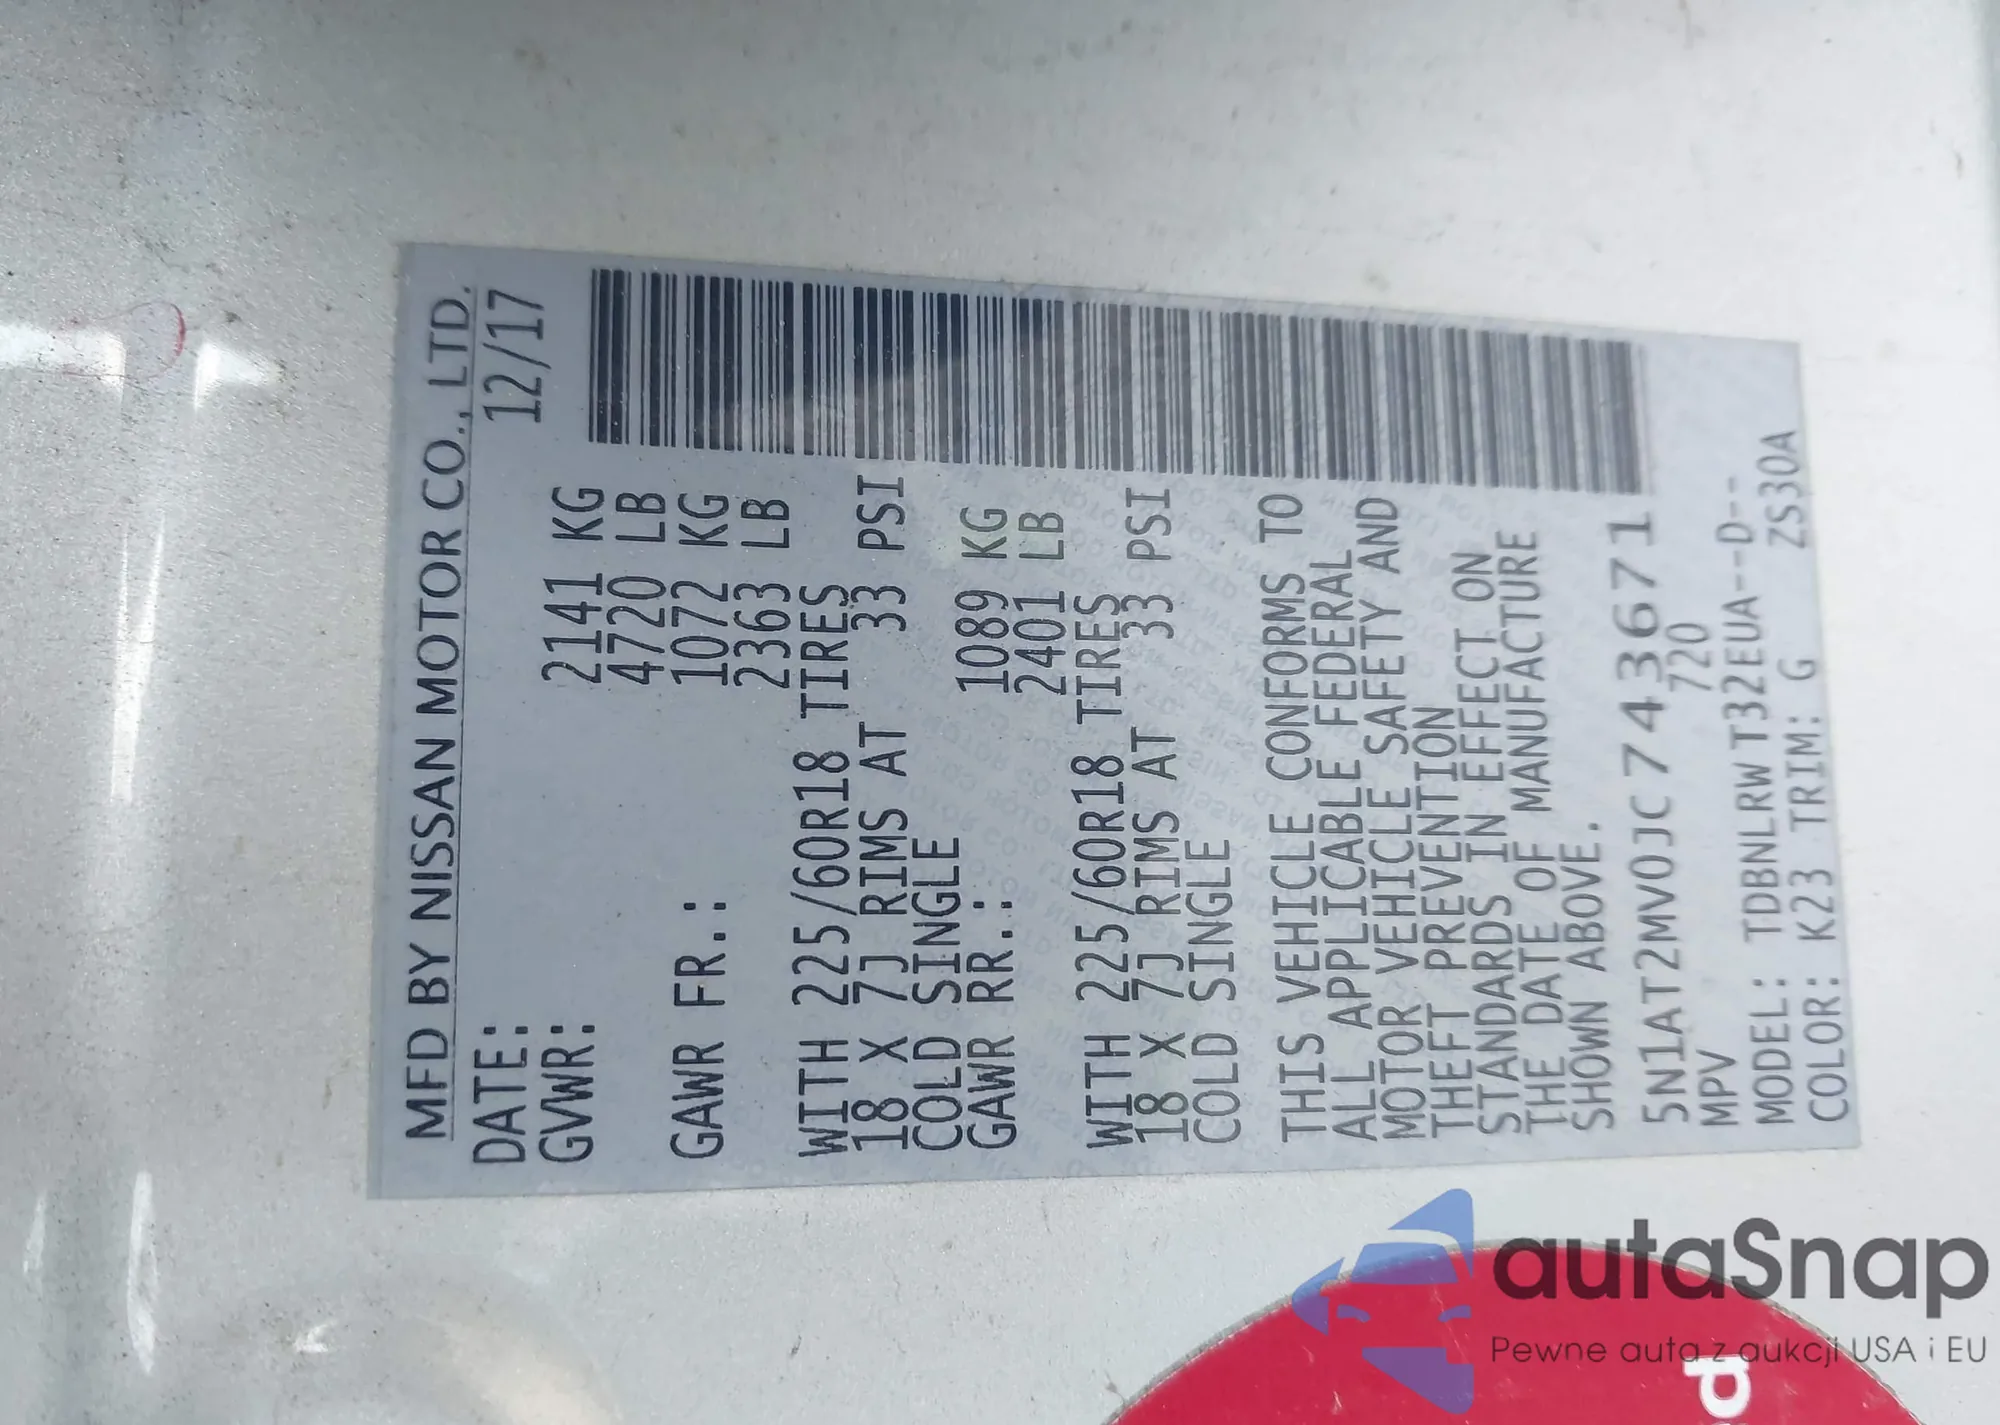 MFD BY NISSAN MOTOR CO., LTD.
DATE: 12/17
GVWR: 2141 KG
4720 LB
GAWR FR.: 1072 KG
2363 LB
WITH 225/60R18 TIRES
18 X 7J RIMS AT 33 PSI
COLD SINGLE
GAWR RR.: 1089 KG
2401 LB
WITH 225/60R18 TIRES
18 X 7J RIMS AT 33 PSI
COLD SINGLE
THIS VEHICLE CONFORMS TO
ALL APPLICABLE FEDERAL
MOTOR VEHICLE SAFETY AND
THEFT PREVENTION
STANDARDS IN EFFECT ON
THE DATE OF MANUFACTURE
SHOWN ABOVE.
5N1AT2MV0JC743671
MPV 720
MODEL: TDBNLRW T32EUA--D--
COLOR: K23 TRIM: G ZS30A
autaSnap
Pewne auta z aukcji USA i EU